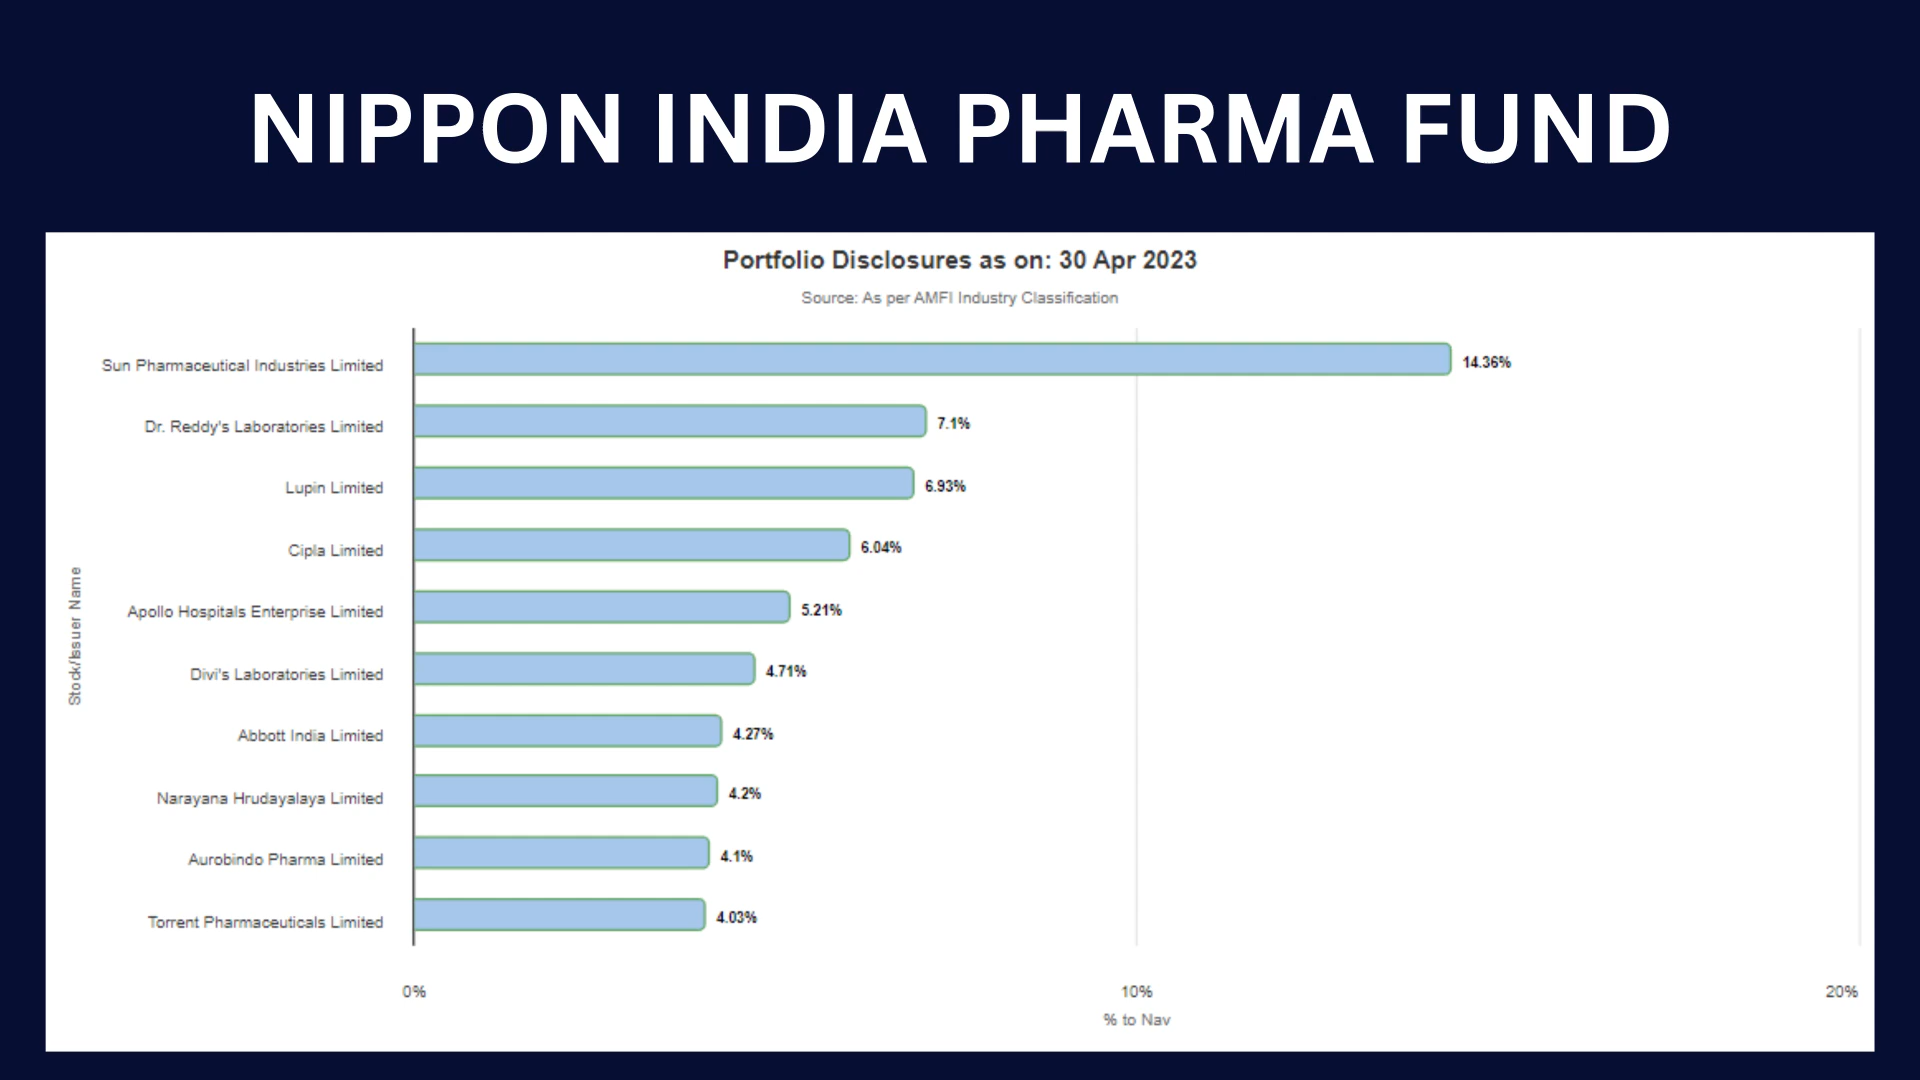 NIPPON INDIA PHARMA FUND
Portfolio Disclosures as on: 30 Apr 2023
Source: As per AMFI Industry Classification
Stock/Issuer Name
Sun Pharmaceutical Industries Limited 14.36%
Dr. Reddy's Laboratories Limited 7.1%
Lupin Limited 6.93%
Cipla Limited 6.04%
Apollo Hospitals Enterprise Limited 5.21%
Divi's Laboratories Limited 4.71%
Abbott India Limited 4.27%
Narayana Hrudayalaya Limited 4.2%
Aurobindo Pharma Limited 4.1%
Torrent Pharmaceuticals Limited 4.03%
0% 10% 20%
% to Nav